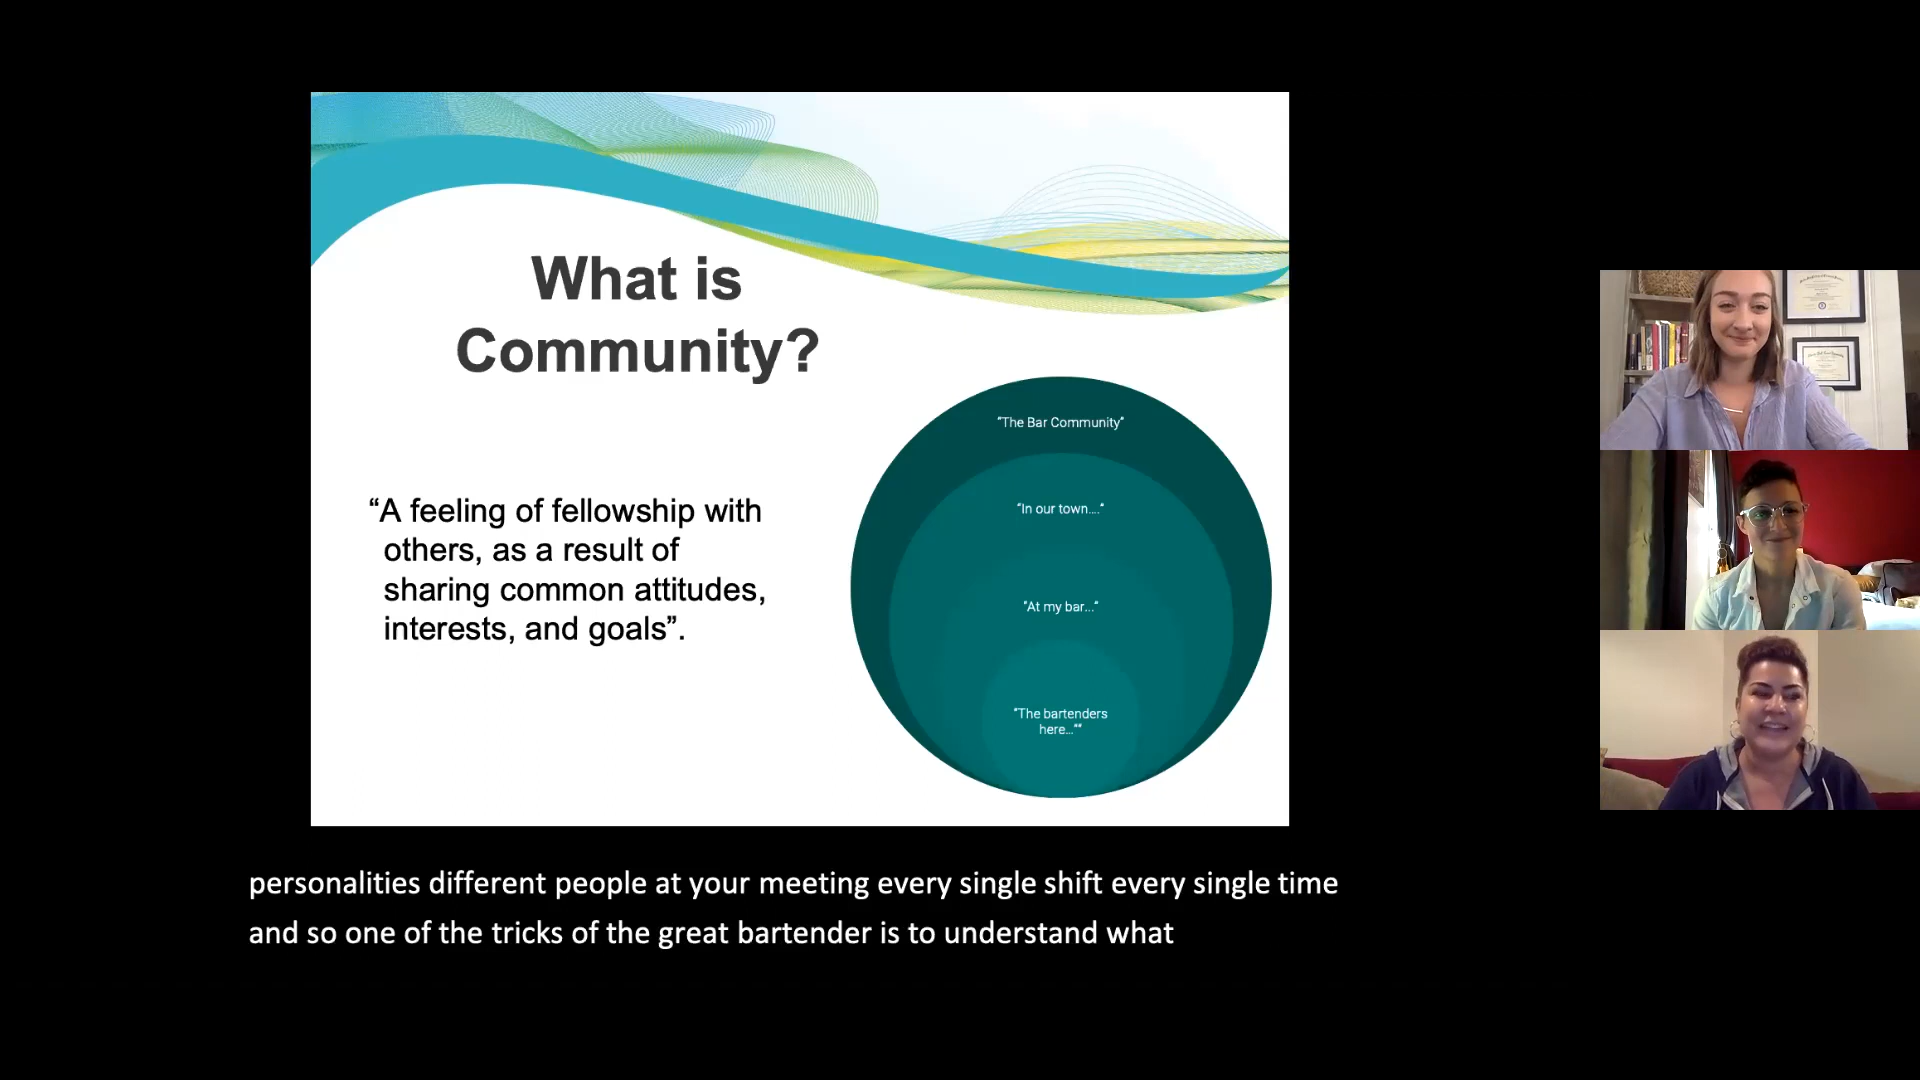 What is
Community?
“A feeling of fellowship with
others, as a result of
sharing common attitudes,
interests, and goals”.
“The Bar Community”
“In our town....“
“At my bar...“
“The bartenders
here...““
personalities different people at your meeting every single shift every single time
and so one of the tricks of the great bartender is to understand what